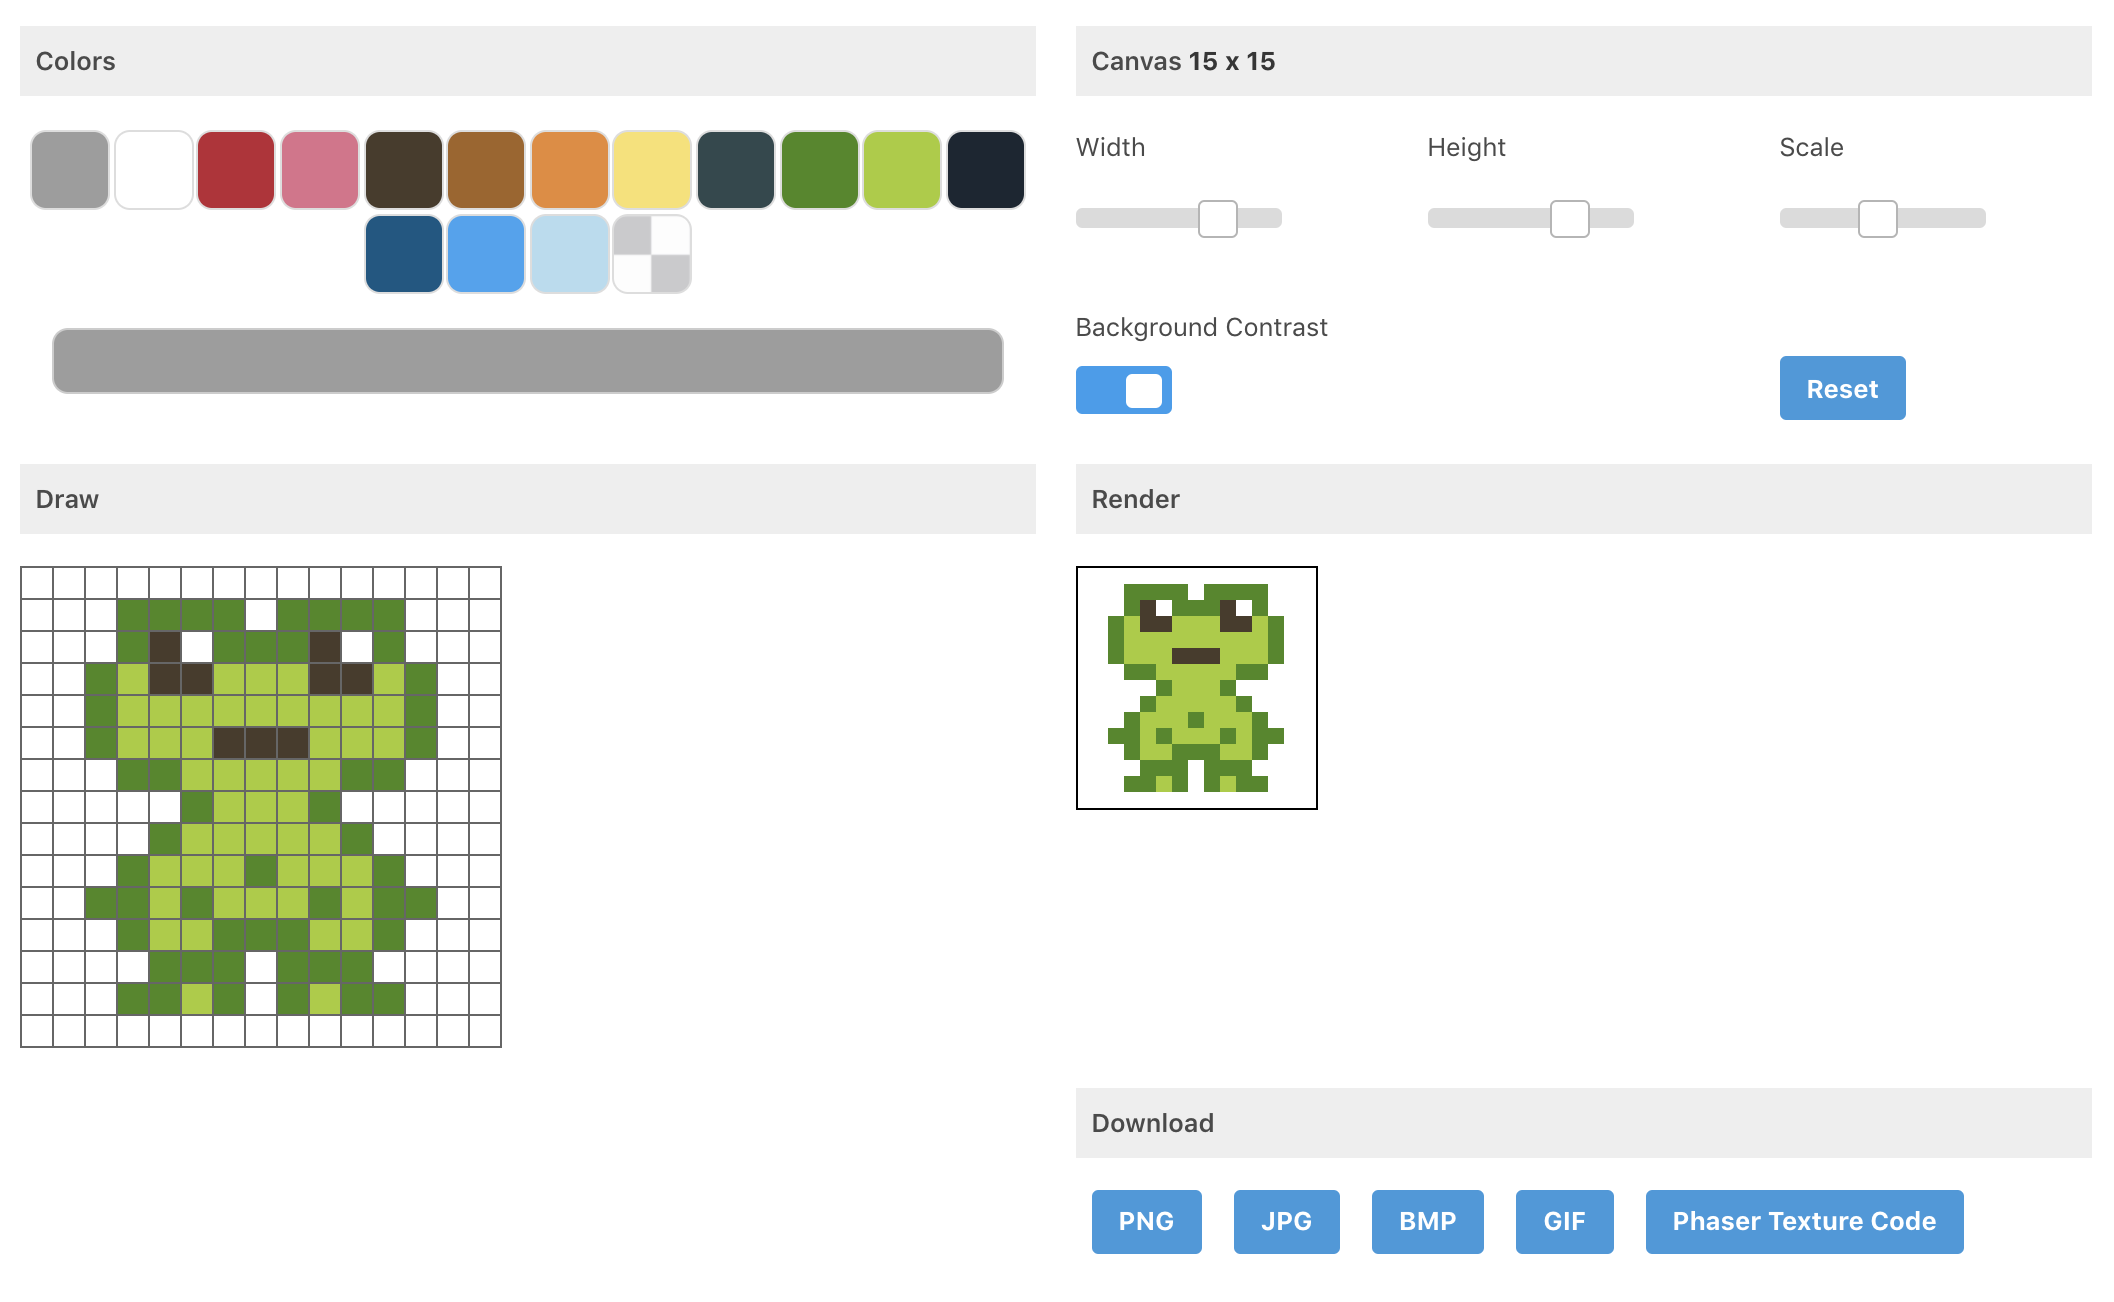 Colors
Canvas 15 x 15
Width
Height
Scale
Background Contrast
Reset
Draw
Render
Download
PNG
JPG
BMP
GIF
Phaser Texture Code